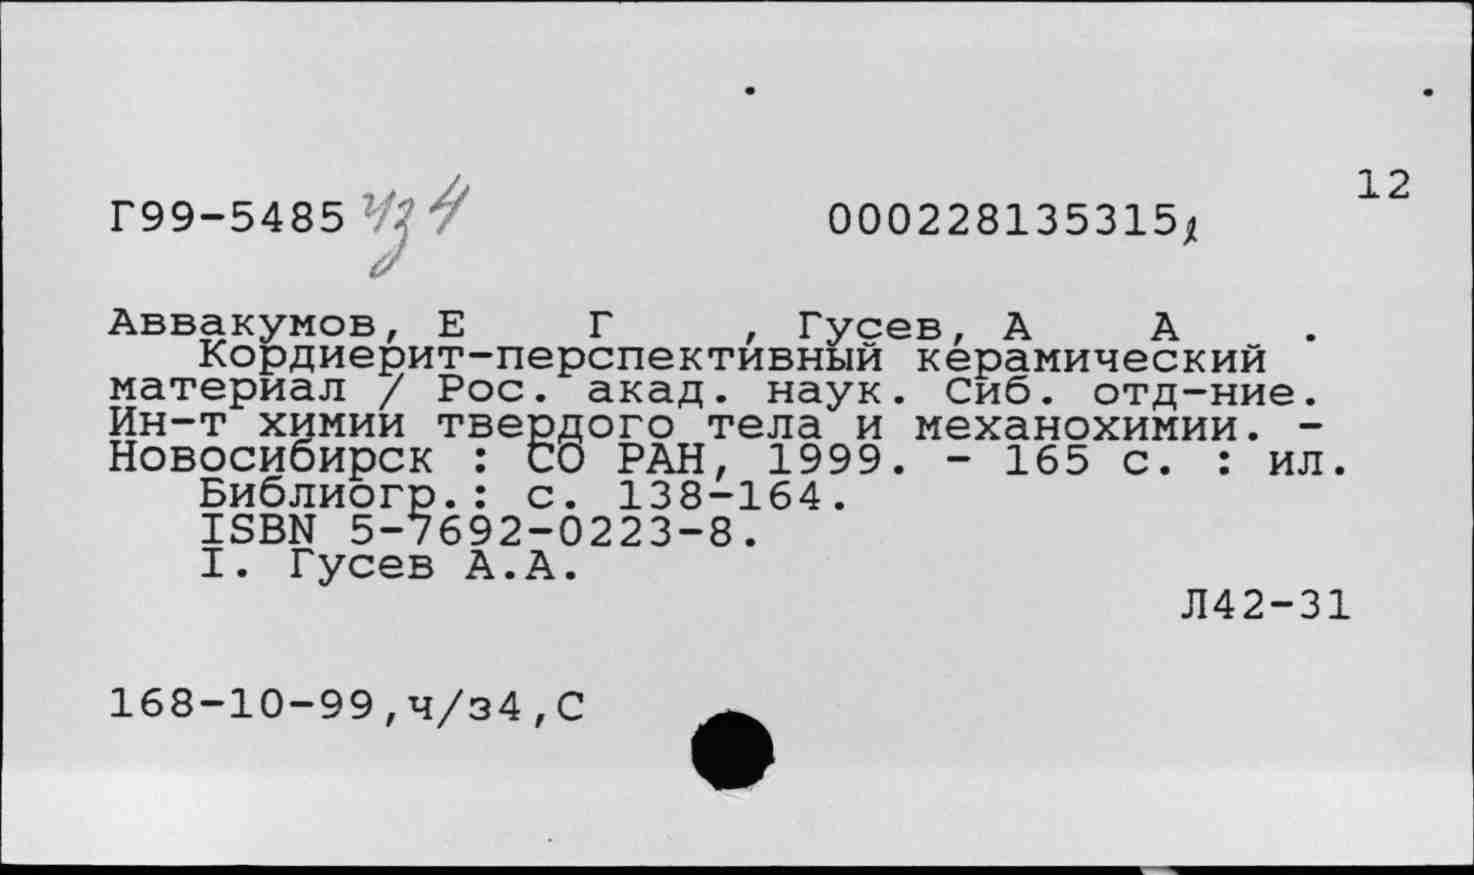 12
Г99-5485 чз4 000228135315
Аввакумов, Е Г , Гусев, А А .
Кордиерит-перспективный керамический
материал / Рос. акад. наук. Сиб. отд-ние.
Ин-т химии твердого тела и механохимии. -
Новосибирск : СО РАН, 1999. - 165 с. : ил.
Библиогр.: с. 138-164.
ISBN 5-7692-0223-8.
I. Гусев А.А.
Л42-31
168-10-99,ч/з4,С